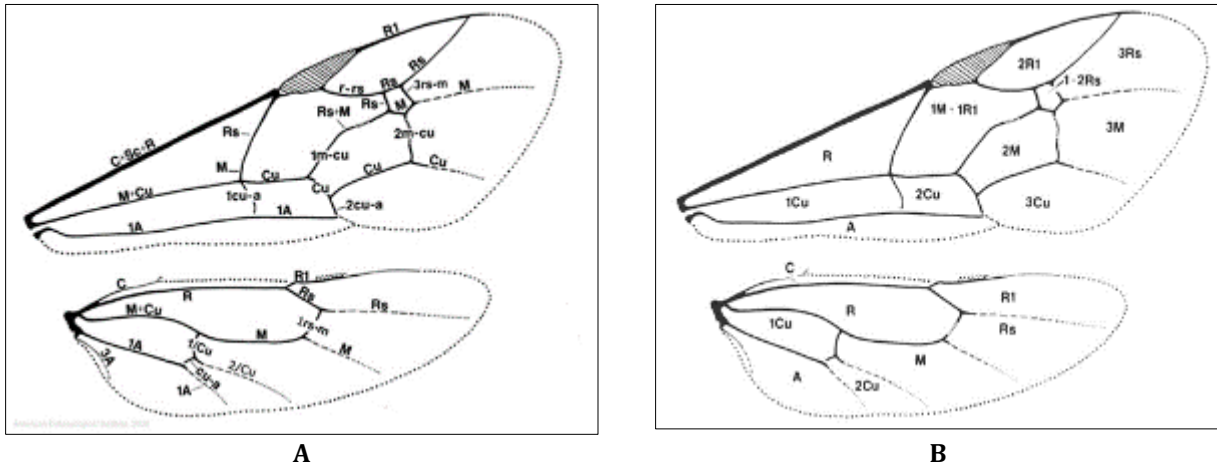 R1
C+Sc+R
r-rs
Rs
Rs
3rs-m
Rs+M
Rs
M
M
Rs
2m-cu
1m-cu
M
Cu
Cu
Cu
Cu
M+Cu
1cu-a
1A
2cu-a
1A
C
R1
R
Rs
Rs
M+Cu
1rs-m
1A
1/Cu
M
M
3A
cu-a
2/Cu
1A
A
2R1
3Rs
1+2Rs
1M+1R1
3M
R
2M
1Cu
2Cu
3Cu
A
C
R1
R
1Cu
Rs
M
A
2Cu
B